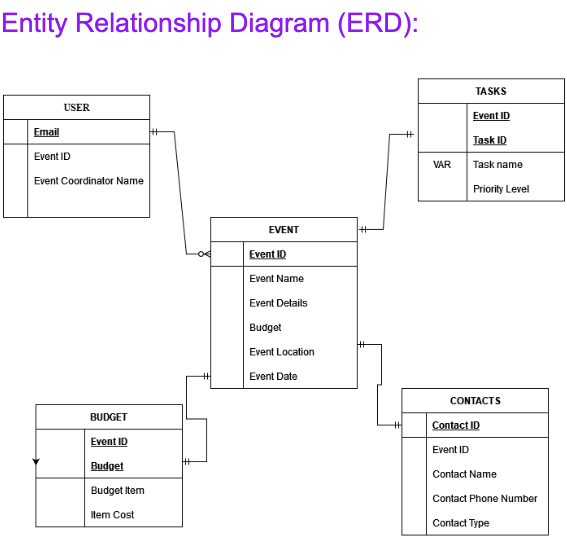 Entity Relationship Diagram (ERD):
USER
Email
Event ID
Event Coordinator Name
TASKS
Event ID
Task ID
VAR Task name
Priority Level
EVENT
Event ID
Event Name
Event Details
Budget
Event Location
Event Date
BUDGET
Event ID
Budget
Budget Item
Item Cost
CONTACTS
Contact ID
Event ID
Contact Name
Contact Phone Number
Contact Type